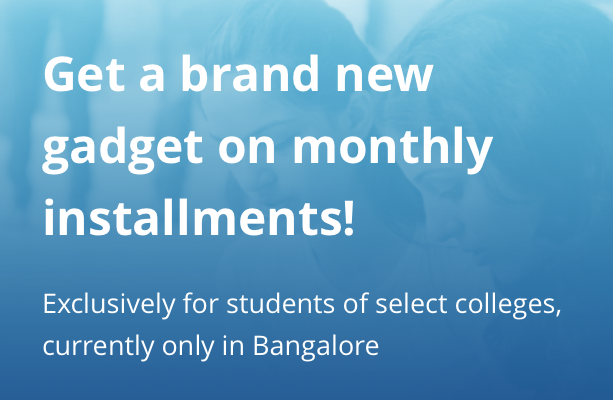 Get a brand new
gadget on monthly
installments!
Exclusively for students of select colleges,
currently only in Bangalore